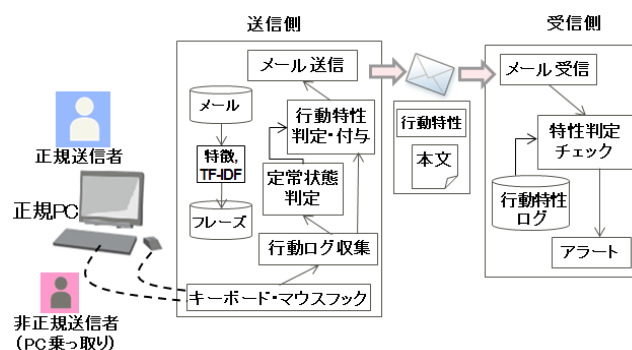 送信側
受信側
メール送信
メール受信
メール
行動特性
判定・付与
特徴,
TF-IDF
定常状態
判定
フレーズ
行動ログ収集
キーボード・マウスフック
正規送信者
正規PC
非正規送信者
（PC乗っ取り）
行動特性
本文
特性判定
チェック
行動特性
ログ
アラート